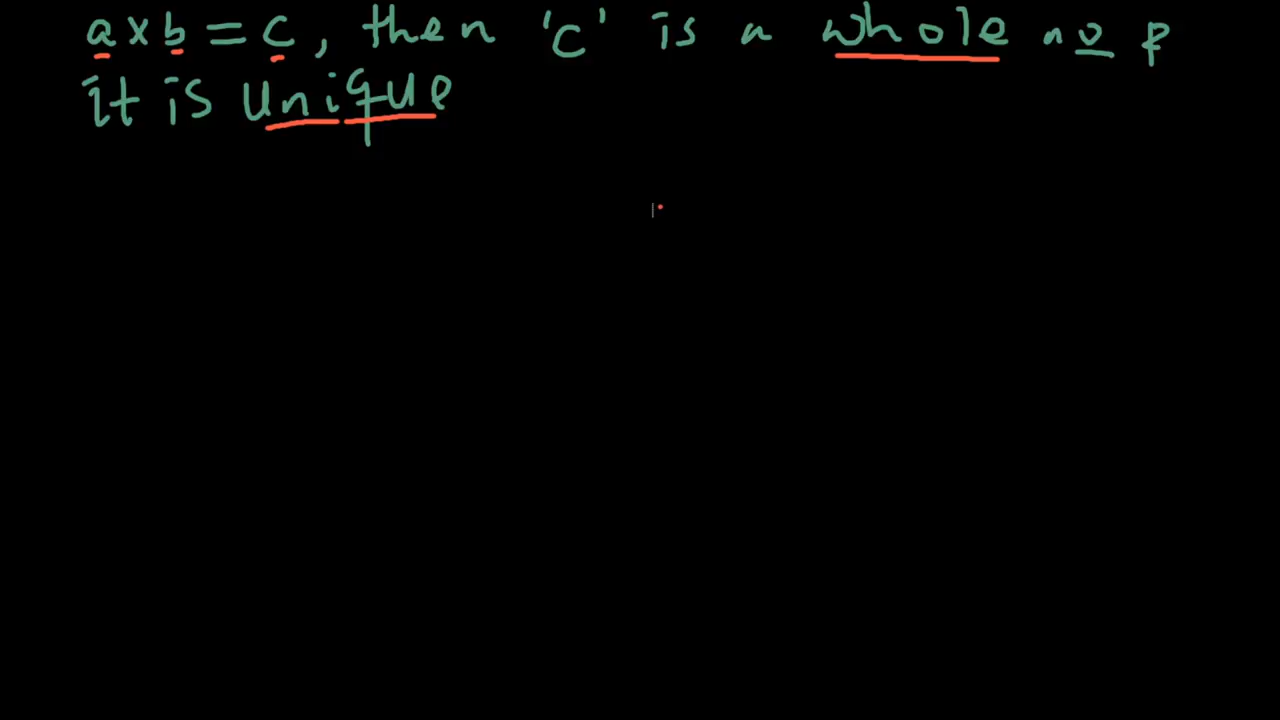 a x b = c, then 'c' is a whole no &
it is unique